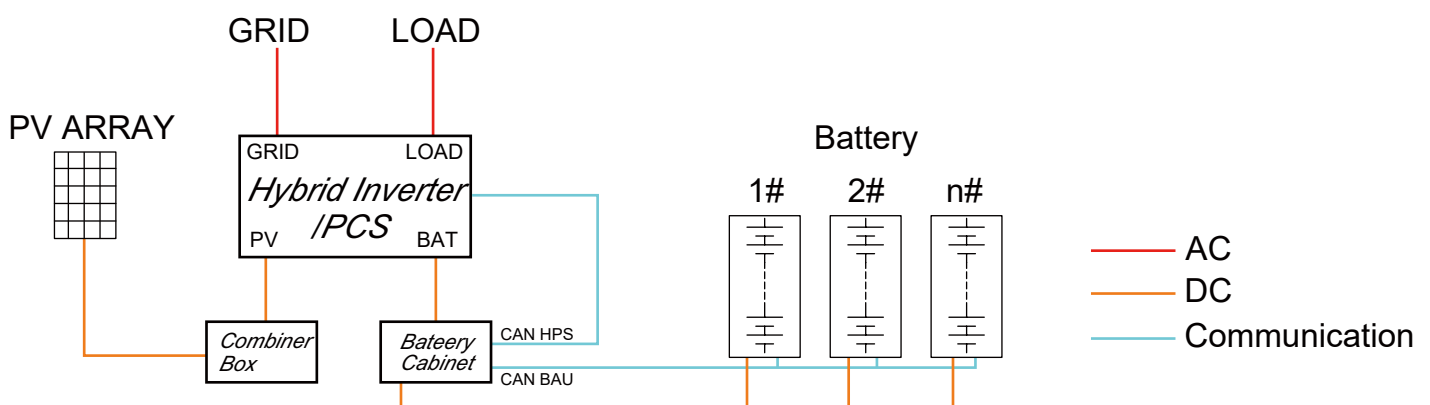 GRID
LOAD
PV ARRAY
GRID
LOAD
Hybrid Inverter
/PCS
PV
BAT
Battery
1#
2#
n#
AC
DC
Communication
Combiner
Box
Bateery
Cabinet
CAN HPS
CAN BAU